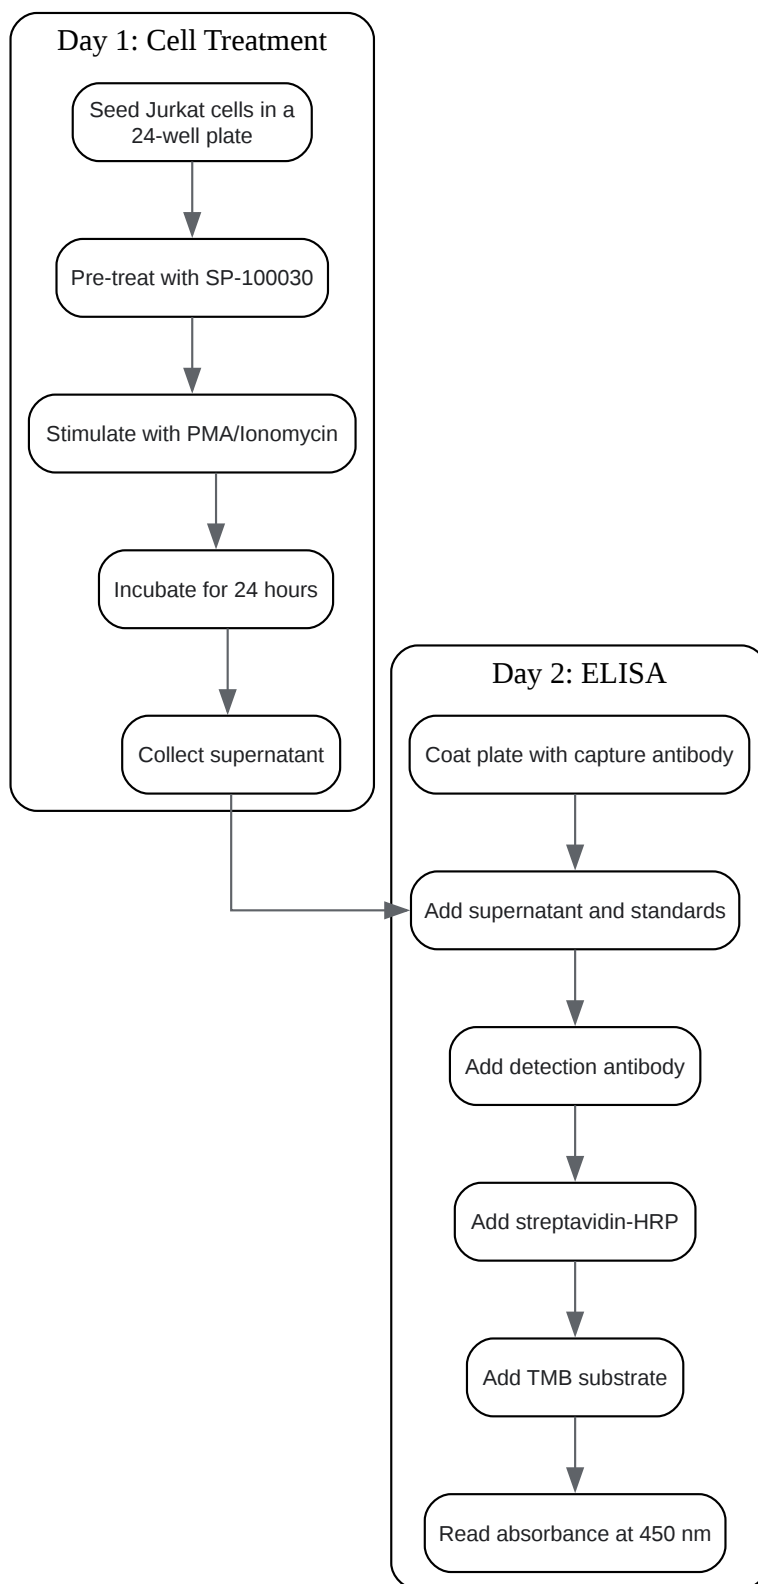 Day 1: Cell Treatment
Seed Jurkat cells in a
24-well plate
Pre-treat with SP-100030
Stimulate with PMA/Ionomycin
Incubate for 24 hours
Collect supernatant
Day 2: ELISA
Coat plate with capture antibody
Add supernatant and standards
Add detection antibody
Add streptavidin-HRP
Add TMB substrate
Read absorbance at 450 nm